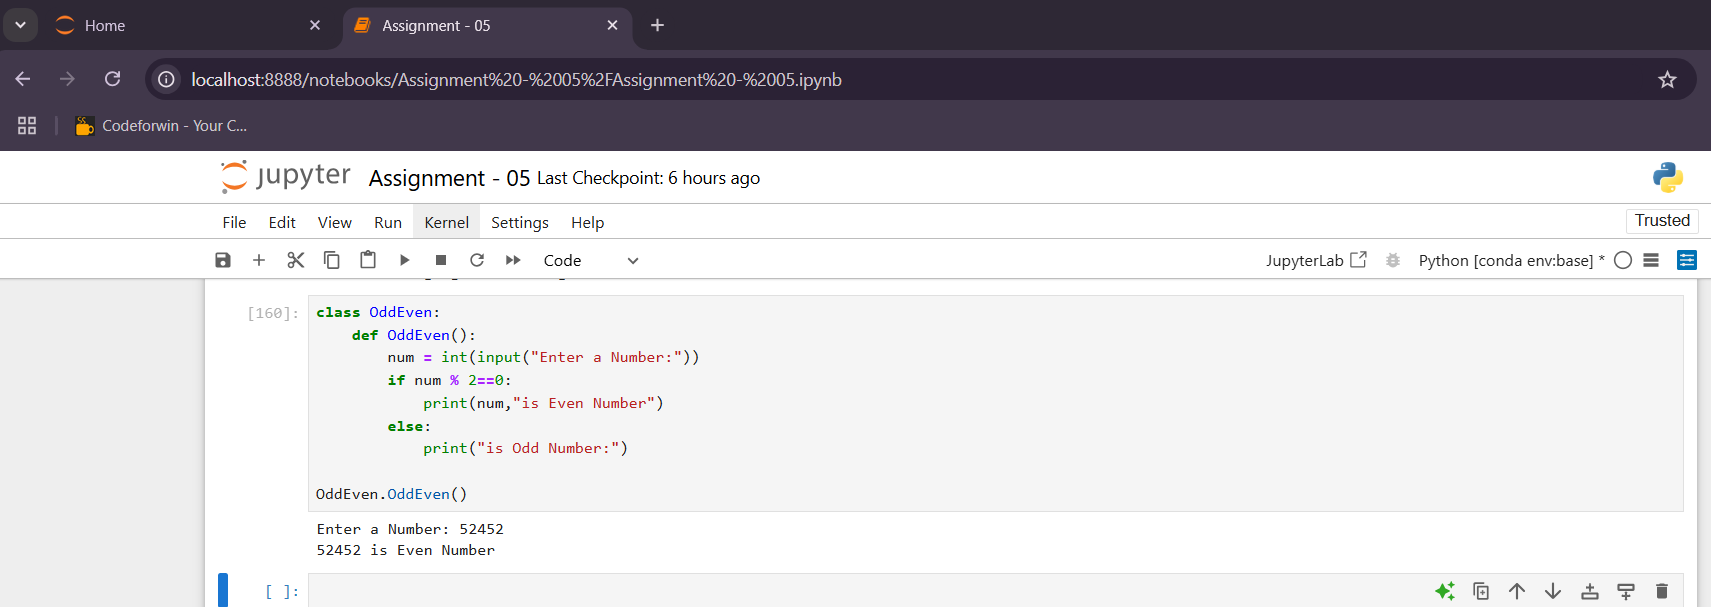 Home
Assignment - 05
localhost:8888/notebooks/Assignment%20-%2005%2FAssignment%20-%2005.ipynb
Codeforwin - Your C...
jupyter Assignment - 05 Last Checkpoint: 6 hours ago
File Edit View Run Kernel Settings Help
Trusted
Code
JupyterLab
Python [conda env:base] *
[160]:
class OddEven:
    def OddEven():
        num = int(input("Enter a Number:"))
        if num % 2==0:
            print(num,"is Even Number")
        else:
            print("is Odd Number:")
OddEven.OddEven()
Enter a Number: 52452
52452 is Even Number
[ ]: